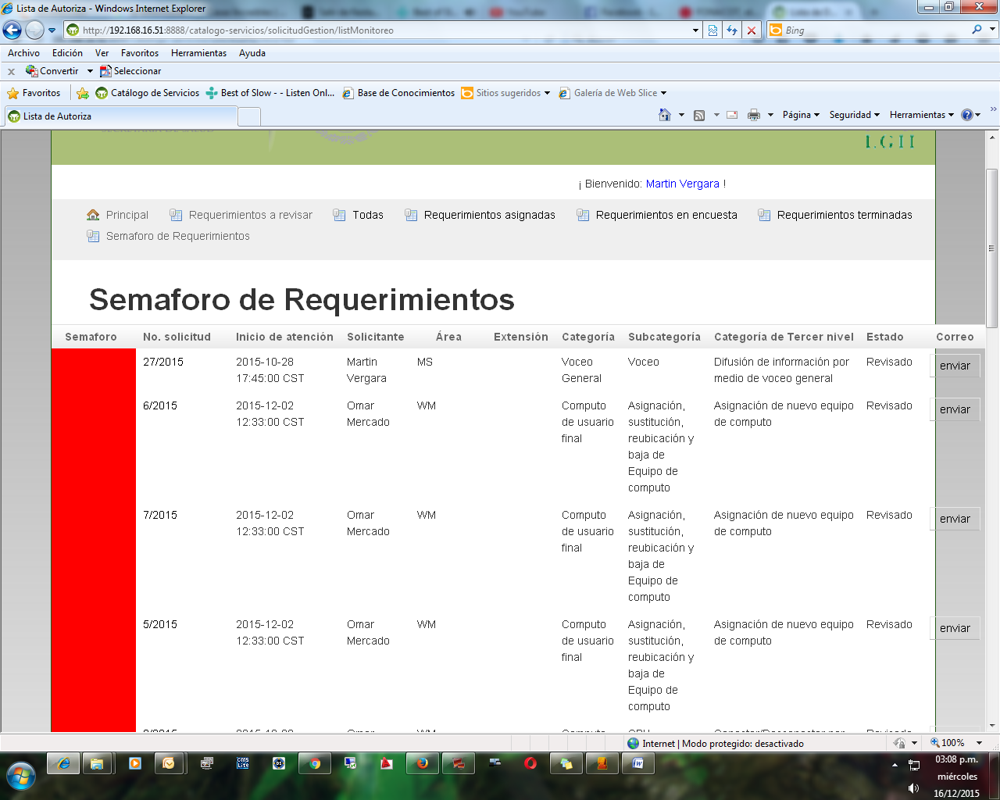 Lista de Autoriza - Windows Internet Explorer
http://192.168.16.51:8888/catalogo-servicios/solicitudGestion/listMonitoreo
Bing
Archivo Edición Ver Favoritos Herramientas Ayuda
x Convertir Seleccionar
Favoritos Catálogo de Servicios Best of Slow - - Listen Onl... Base de Conocimientos Sitios sugeridos Galería de Web Slice
Lista de Autoriza Página Seguridad Herramientas
¡ Bienvenido: Martin Vergara !
Principal Requerimientos a revisar Todas Requerimientos asignadas Requerimientos en encuesta Requerimientos terminadas
Semaforo de Requerimientos
Semaforo de Requerimientos
Semaforo No. solicitud Inicio de atención Solicitante Área Extensión Categoría Subcategoría Categoría de Tercer nivel Estado Correo
27/2015 2015-10-28 Martin MS Voceo Voceo Difusión de información por Revisado enviar
17:45:00 CST Vergara General medio de voceo general
6/2015 2015-12-02 Omar WM Computo Asignación, Asignación de nuevo equipo Revisado enviar
12:33:00 CST Mercado de usuario sustitución, de computo
final reubicación y
baja de
Equipo de
computo
7/2015 2015-12-02 Omar WM Computo Asignación, Asignación de nuevo equipo Revisado enviar
12:33:00 CST Mercado de usuario sustitución, de computo
final reubicación y
baja de
Equipo de
computo
5/2015 2015-12-02 Omar WM Computo Asignación, Asignación de nuevo equipo Revisado enviar
12:33:00 CST Mercado de usuario sustitución, de computo
final reubicación y
baja de
Equipo de
computo
Internet | Modo protegido: desactivado 100%
03:08 p.m.
miércoles
16/12/2015